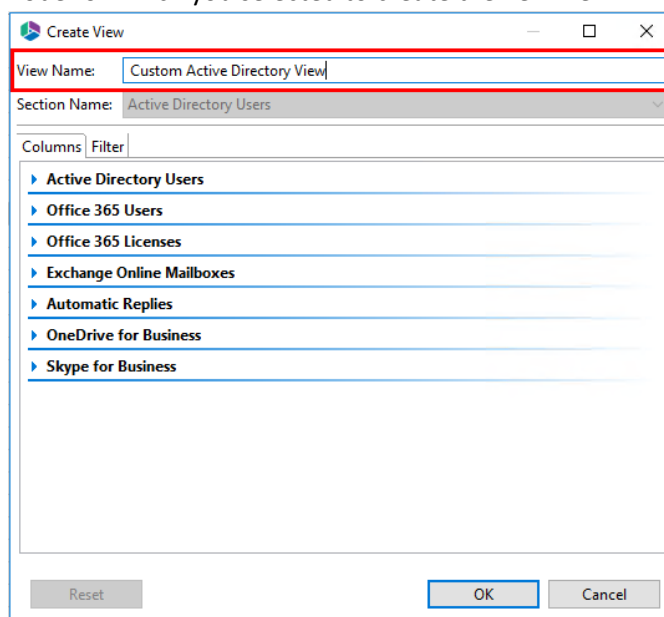 Create View
View Name: Custom Active Directory View
Section Name: Active Directory Users
Columns Filter
Active Directory Users
Office 365 Users
Office 365 Licenses
Exchange Online Mailboxes
Automatic Replies
OneDrive for Business
Skype for Business
Reset OK Cancel